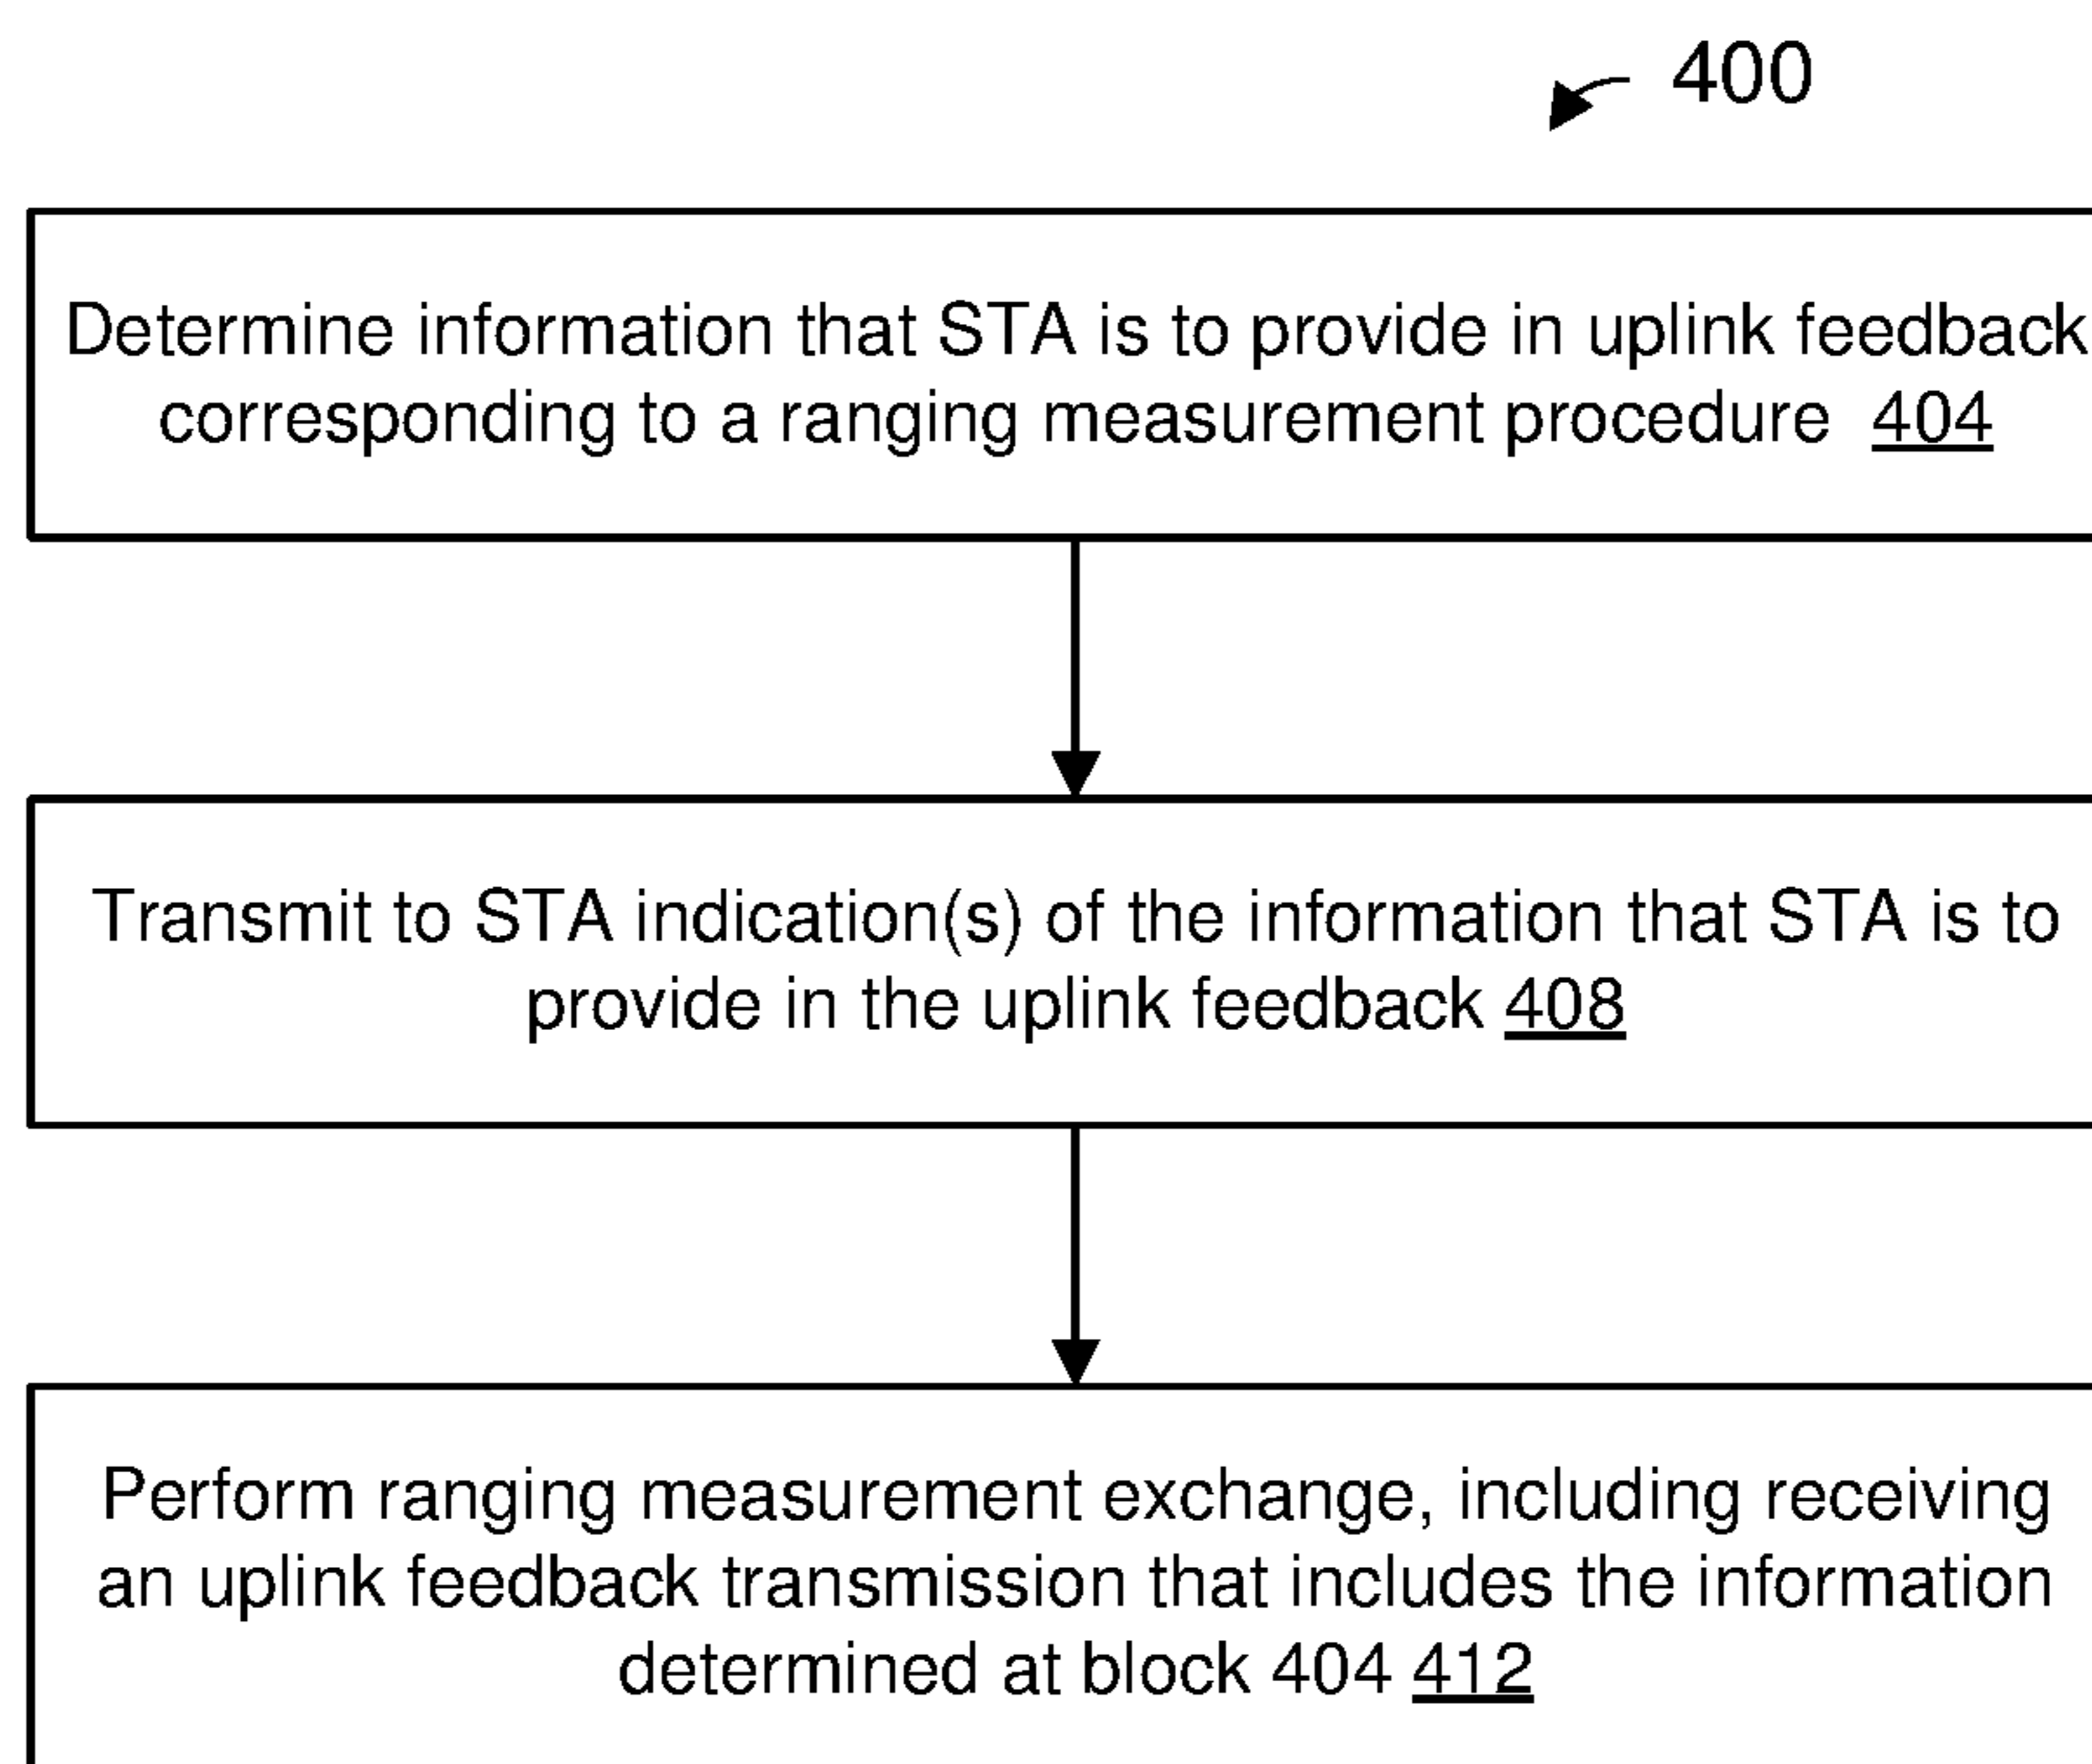 400
Determine information that STA is to provide in uplink feedback
corresponding to a ranging measurement procedure 404
Transmit to STA indication(s) of the information that STA is to
provide in the uplink feedback 408
Perform ranging measurement exchange, including receiving
an uplink feedback transmission that includes the information
determined at block 404 412